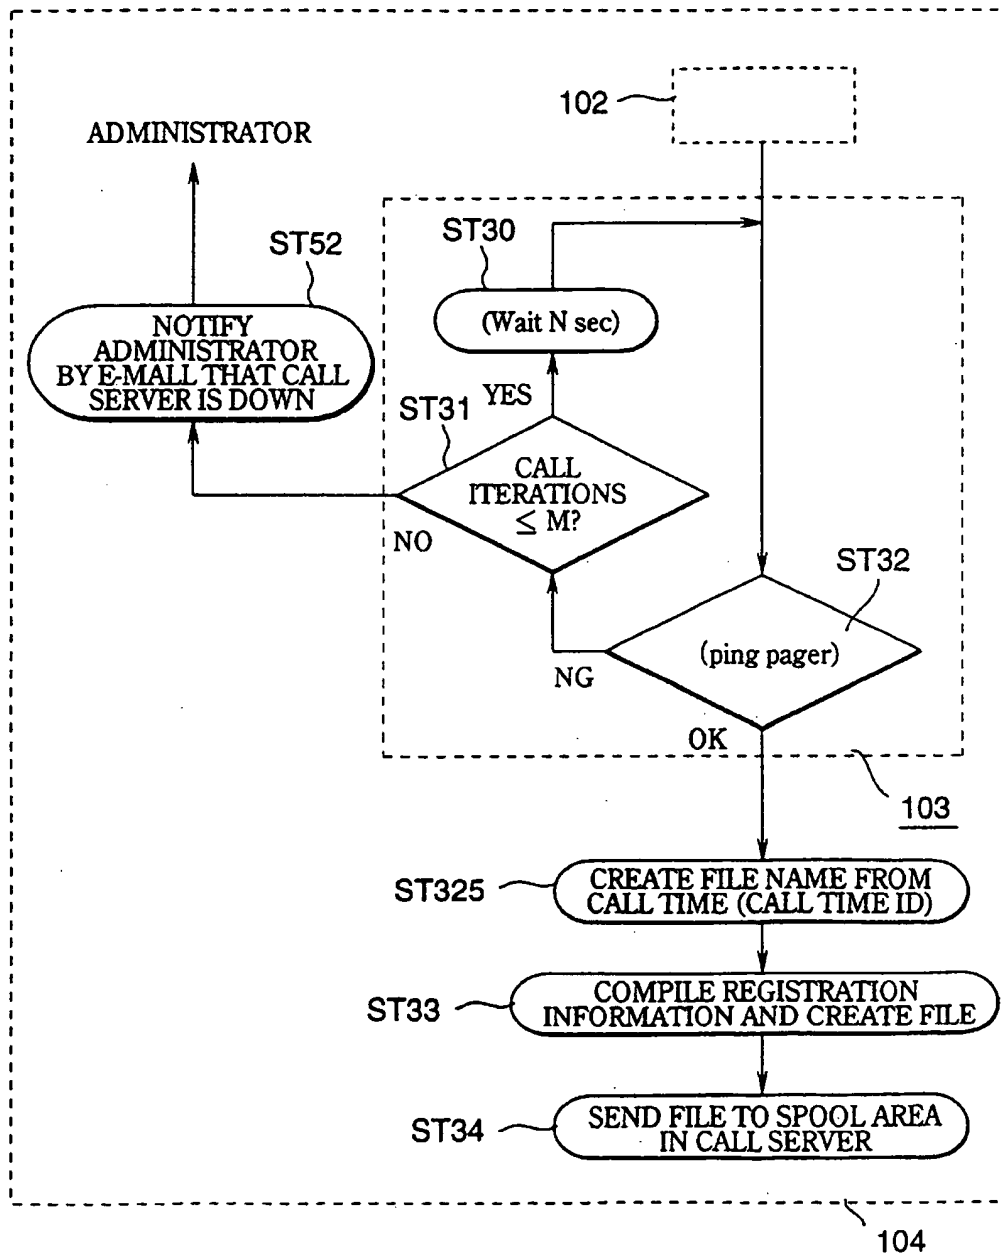 102
ADMINISTRATOR
ST30
ST52
(Wait N sec)
NOTIFY
ADMINISTRATOR
BY E-MALL THAT CALL
SERVER IS DOWN
YES
ST31
CALL
ITERATIONS
≤ M?
NO
ST32
(ping pager)
NG
OK
103
ST325
CREATE FILE NAME FROM
CALL TIME (CALL TIME ID)
ST33
COMPILE REGISTRATION
INFORMATION AND CREATE FILE
ST34
SEND FILE TO SPOOL AREA
IN CALL SERVER
104